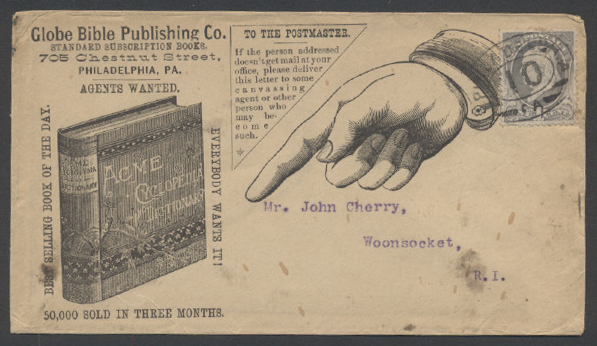 Globe Bible Publishing Co.
STANDARD SUBSCRIPTION BOOKS.
705 Chestnut Street,
PHILADELPHIA, PA.
AGENTS WANTED.
BEST SELLING BOOK OF THE DAY.
ACME
CYCLOPEDIA
DICTIONARY
EVERYBODY WANTS IT!
50,000 SOLD IN THREE MONTHS.
TO THE POSTMASTER.
If the person addressed
doesn't get mail at your
office, please deliver
this letter to some
canvassing
agent or other
person who
may be-
come
such.
Mr. John Cherry,
Woonsocket,
R.I.